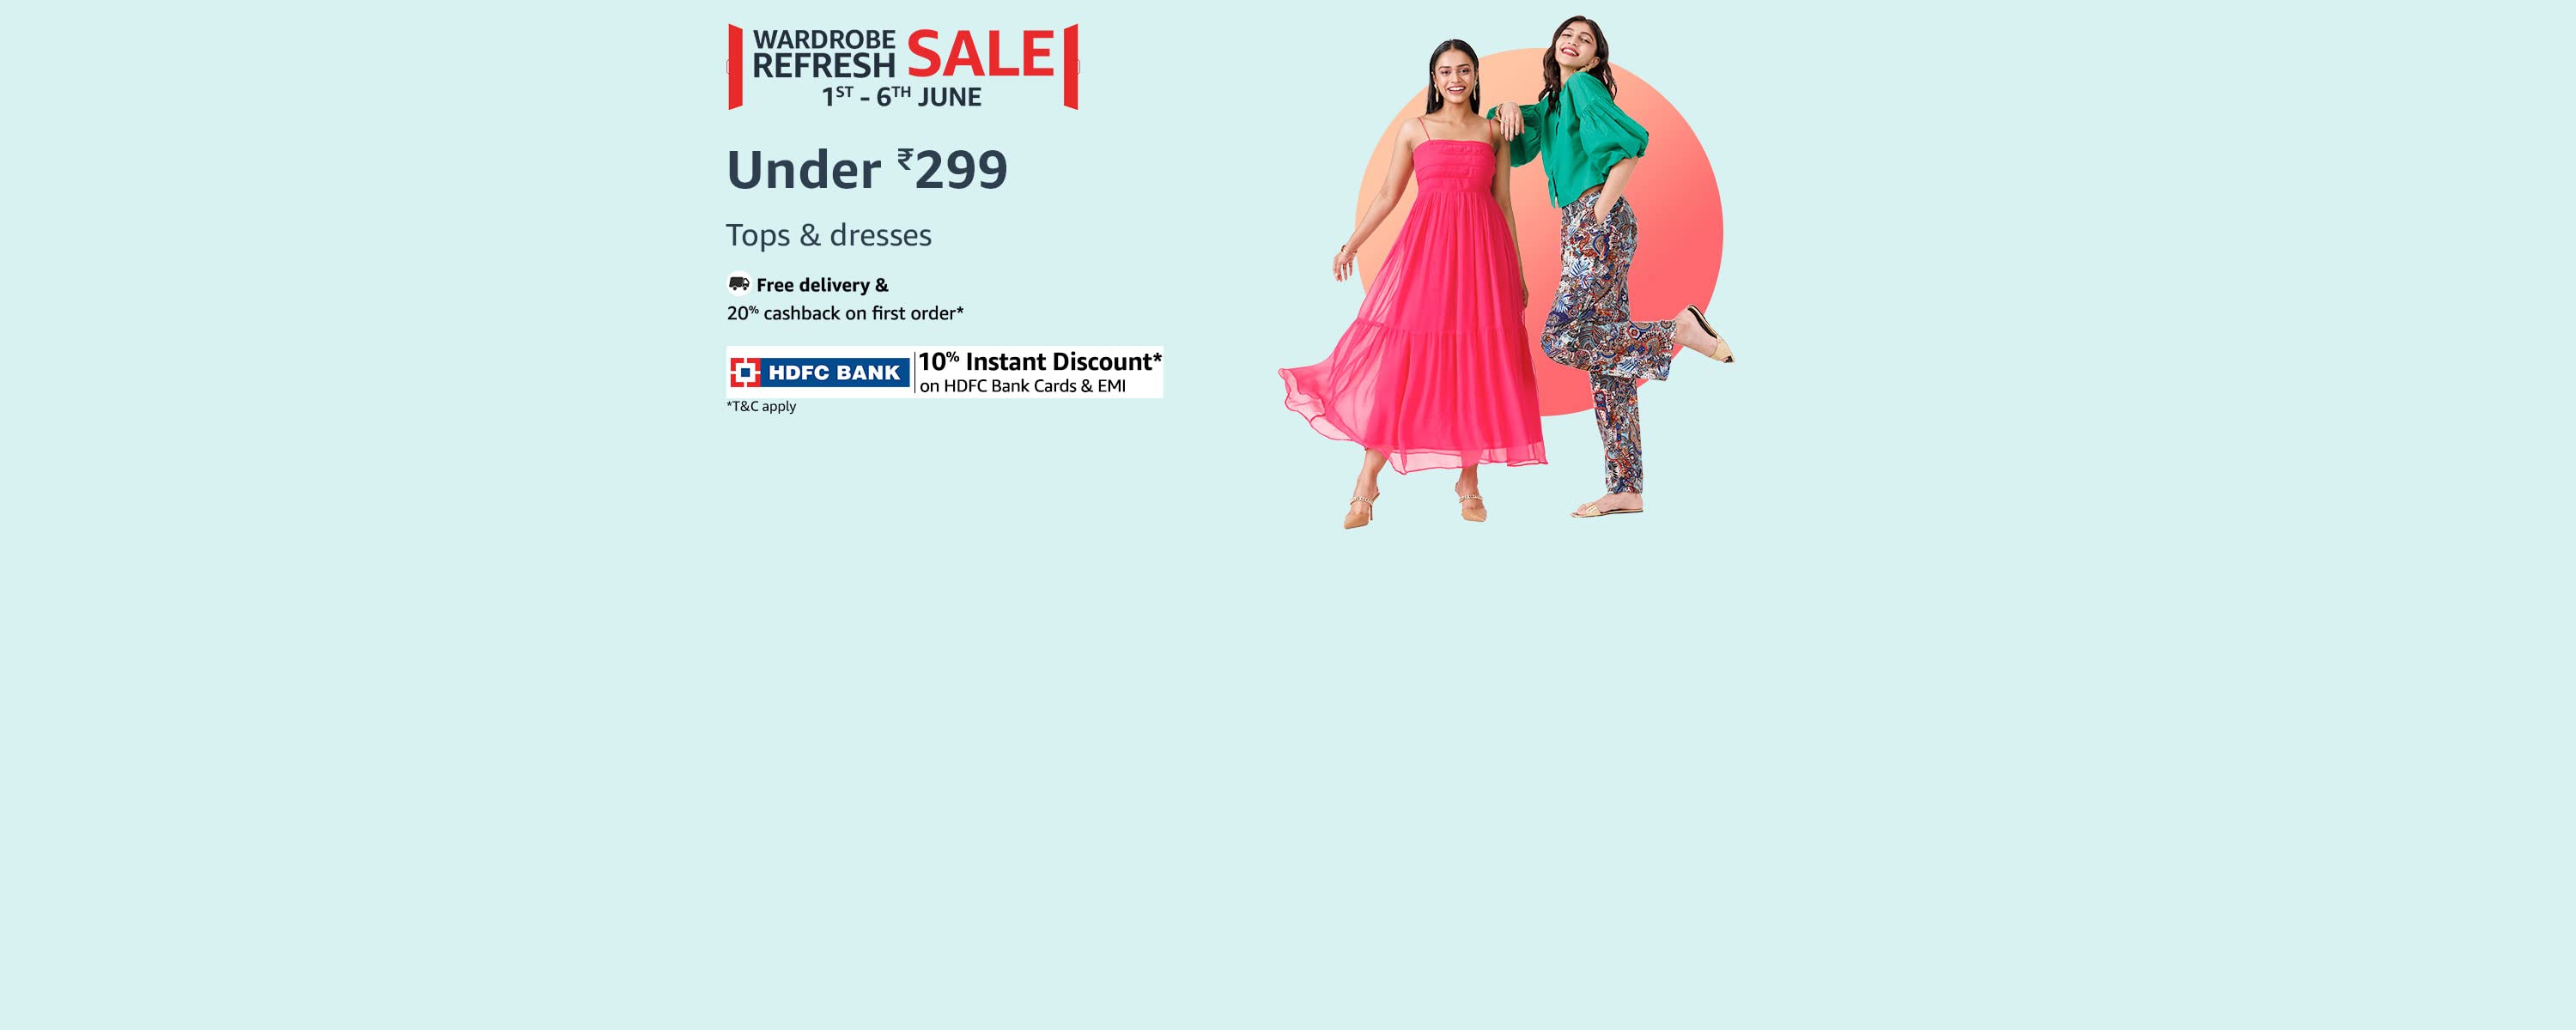 WARDROBE
REFRESH SALE
1ST - 6TH JUNE
Under ₹299
Tops & dresses
Free delivery &
20% cashback on first order*
HDFC BANK
10% Instant Discount*
on HDFC Bank Cards & EMI
*T&C apply